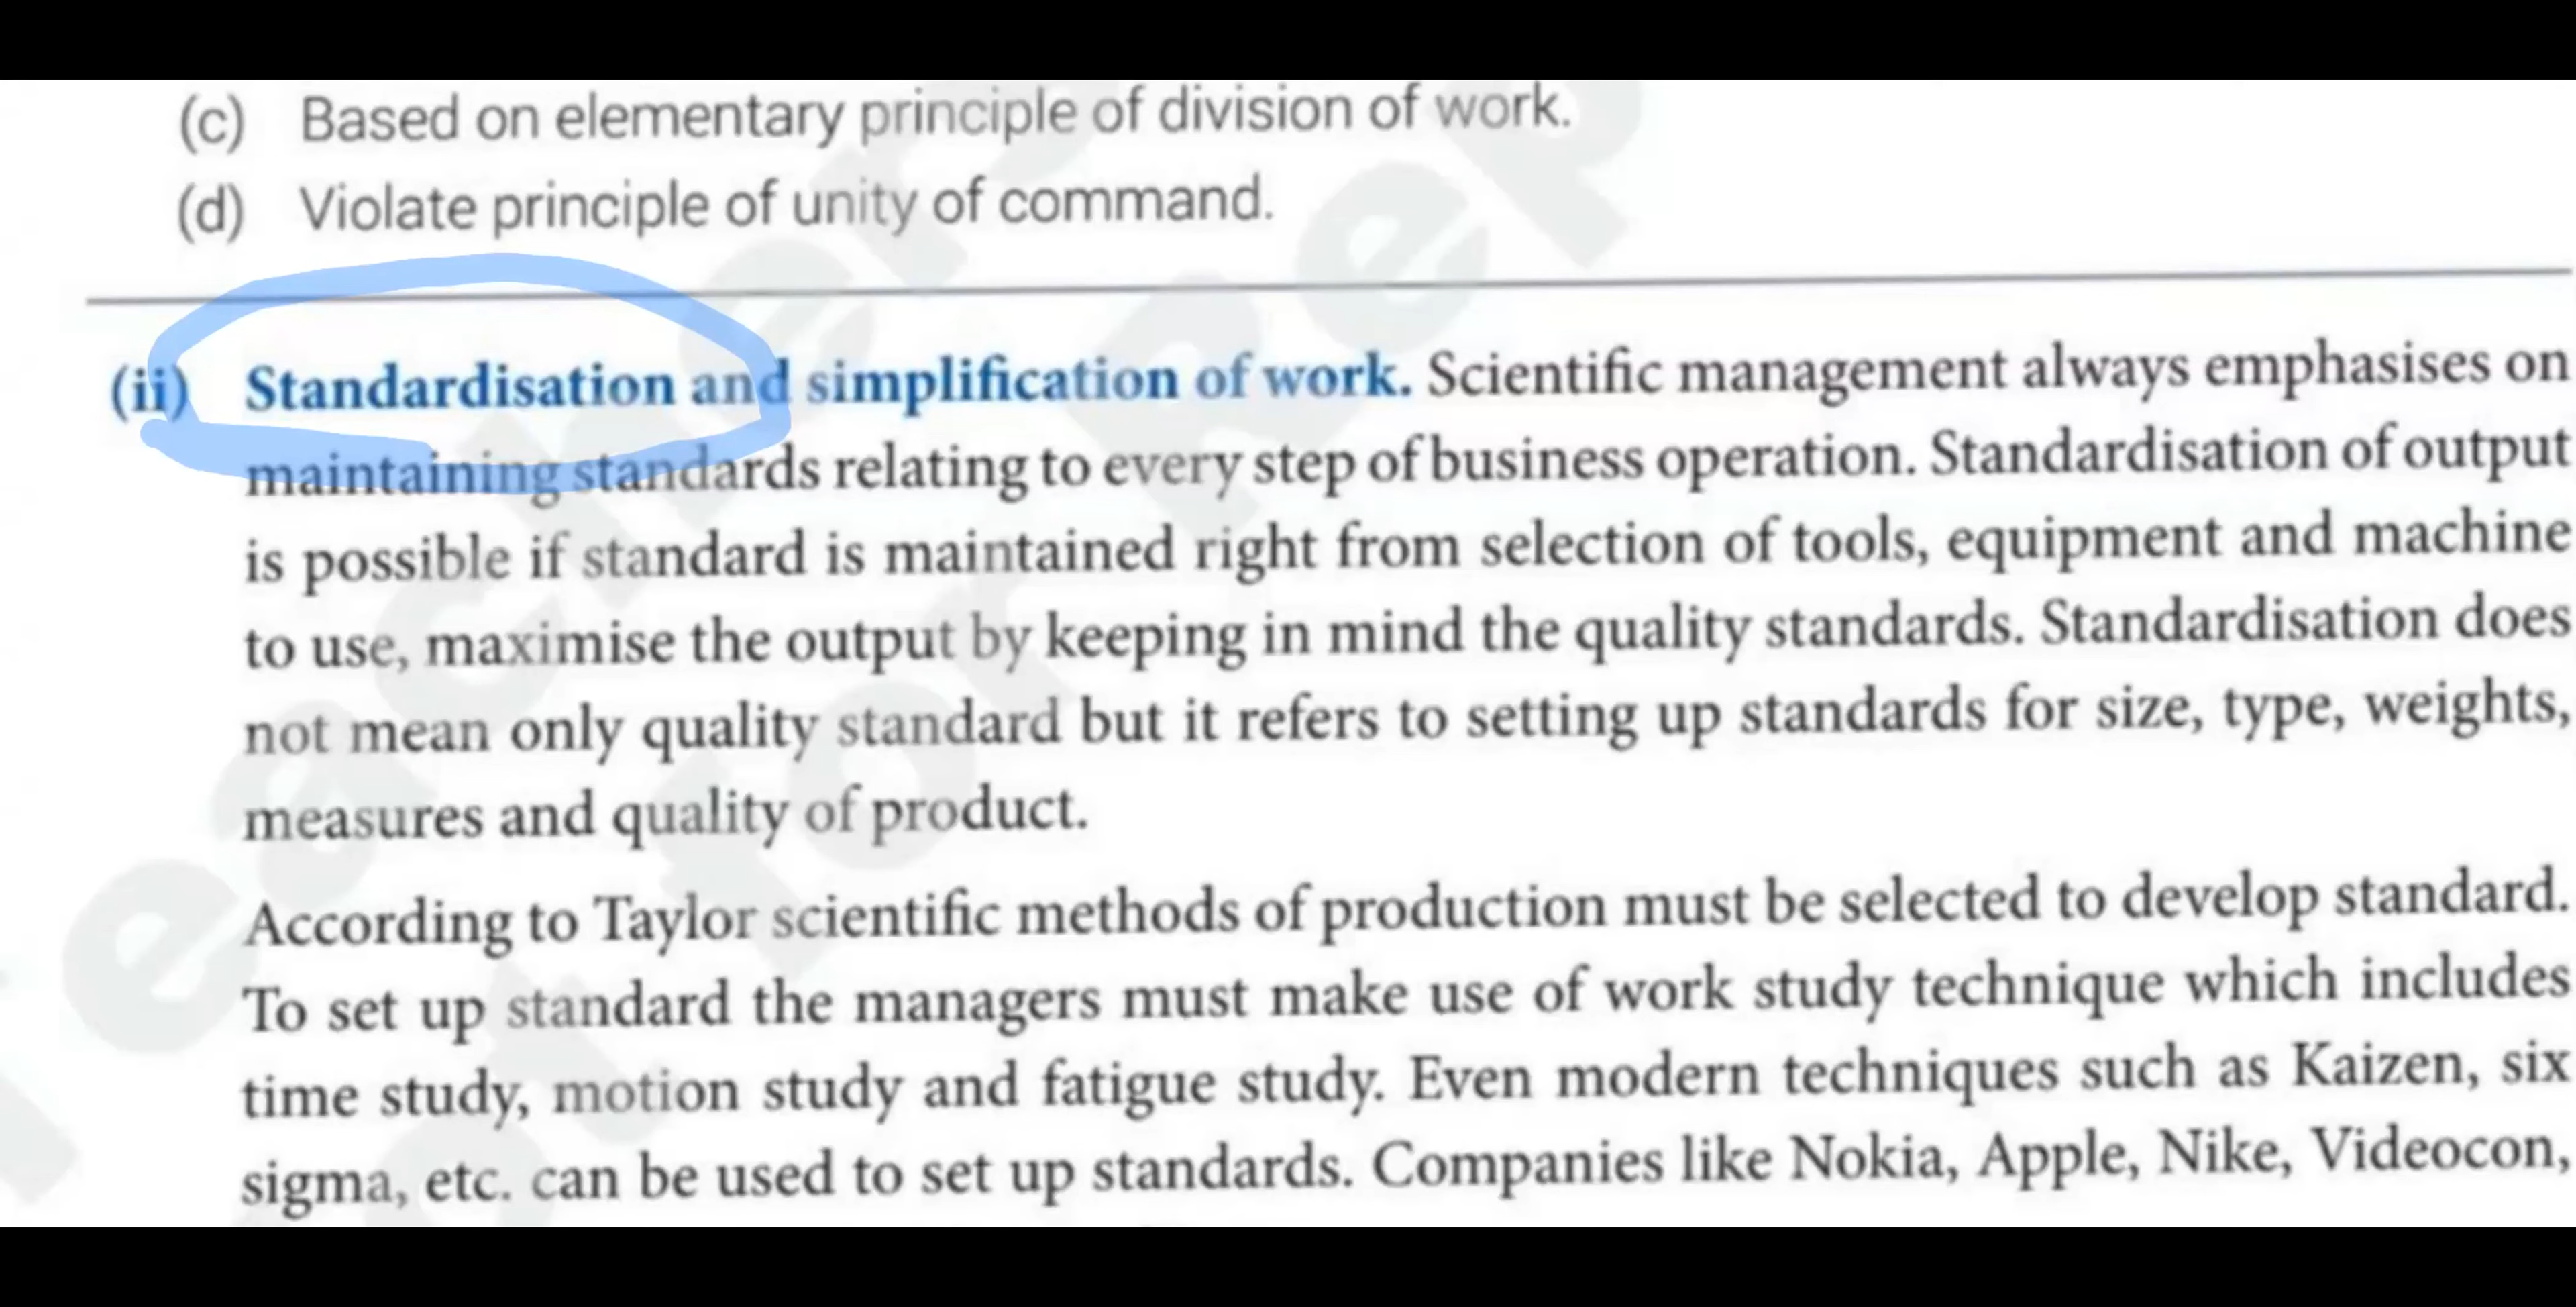 (c) Based on elementary principle of division of work.
(d) Violate principle of unity of command.
(ii) Standardisation and simplification of work. Scientific management always emphasises on
maintaining standards relating to every step of business operation. Standardisation of output
is possible if standard is maintained right from selection of tools, equipment and machine
to use, maximise the output by keeping in mind the quality standards. Standardisation does
not mean only quality standard but it refers to setting up standards for size, type, weights,
measures and quality of product.
According to Taylor scientific methods of production must be selected to develop standard.
To set up standard the managers must make use of work study technique which includes
time study, motion study and fatigue study. Even modern techniques such as Kaizen, six
sigma, etc. can be used to set up standards. Companies like Nokia, Apple, Nike, Videocon,